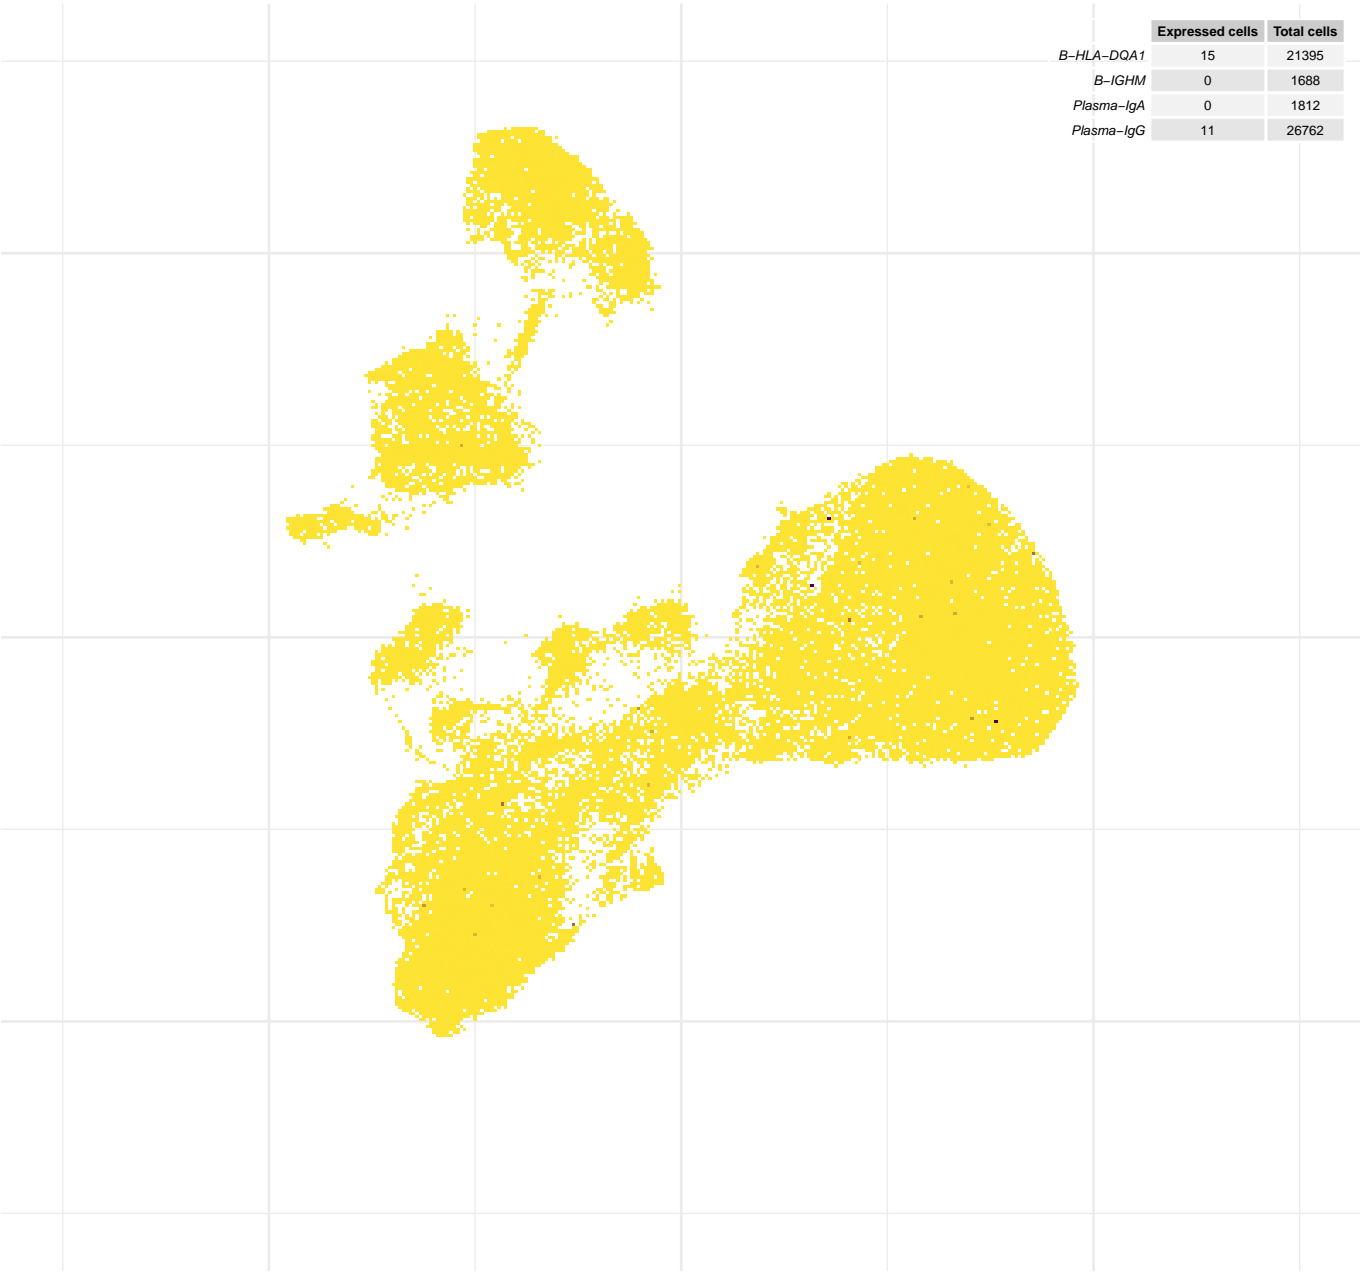 Expressed cells Total cells
B−HLA−DQA1 15 21395
B−IGHM 0 1688
Plasma−IgA 0 1812
Plasma−IgG 11 26762